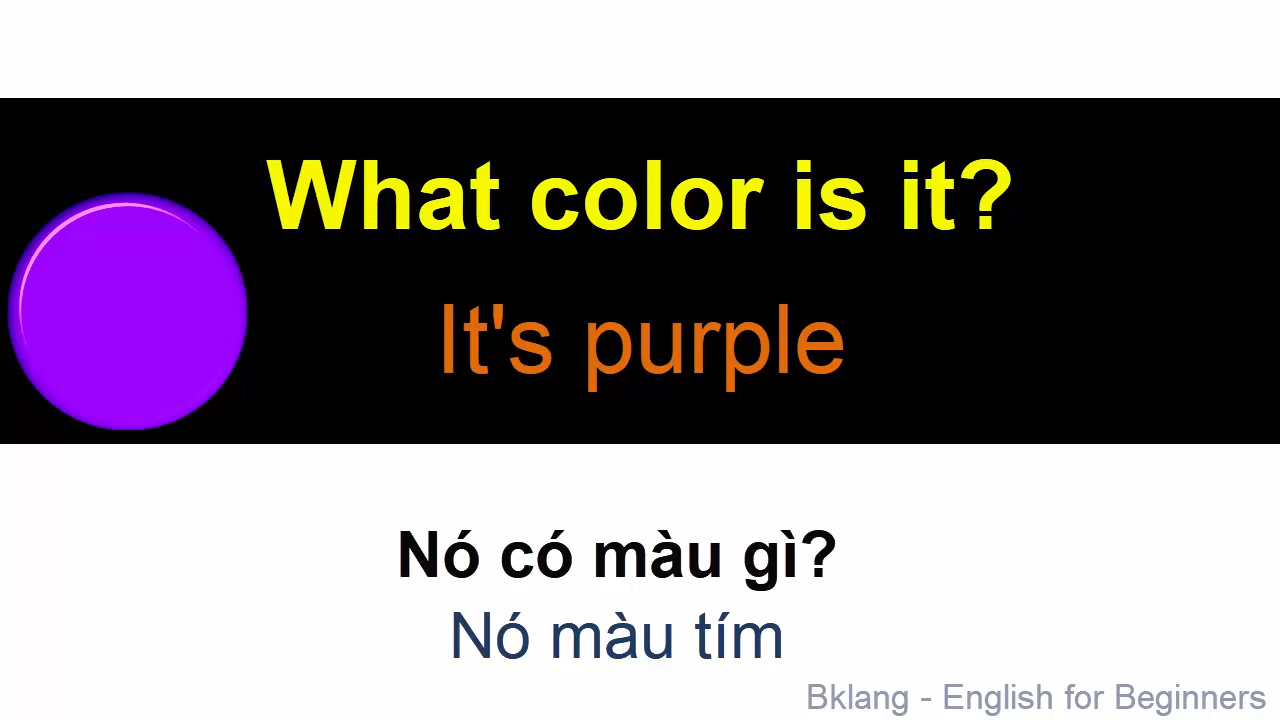 What color is it?
It's purple
Nó có màu gì?
Nó màu tím
Bklang - English for Beginners